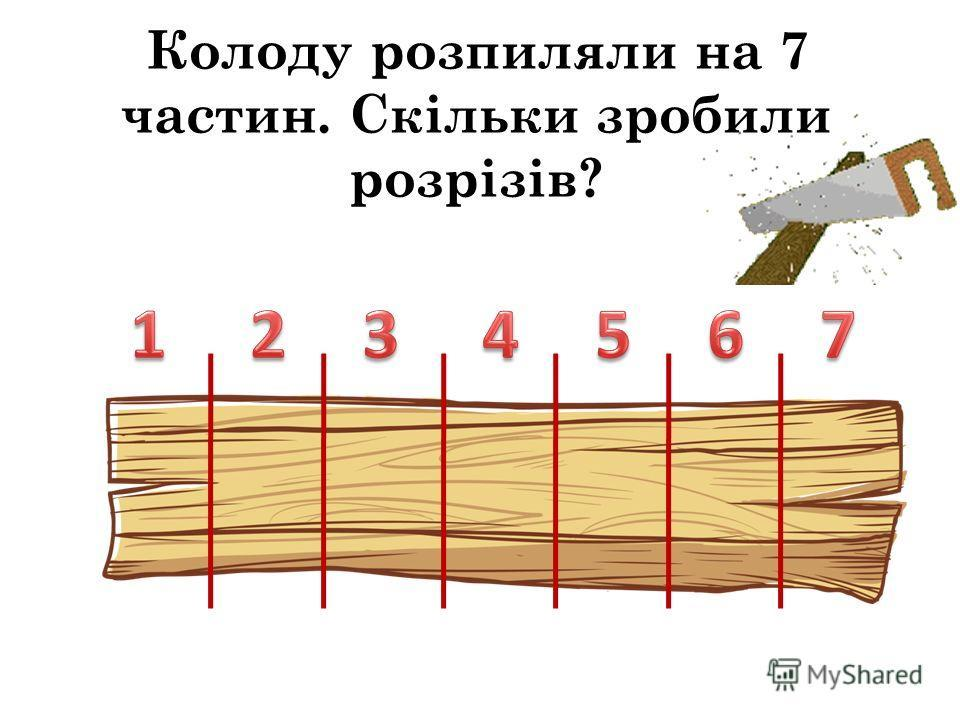 Колоду розпиляли на 7
частин. Скільки зробили
розрізів?
1 2 3 4 5 6 7
MyShared